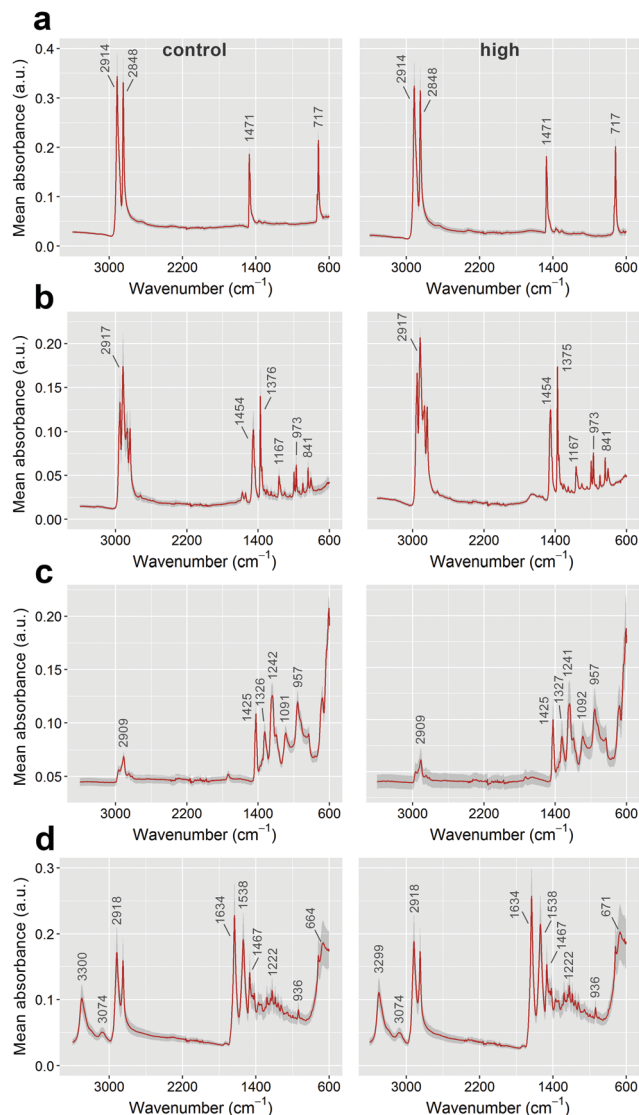 a
control
high
2914
2848
1471
717
2914
2848
1471
717
0.4
0.3
0.2
0.1
0.0
Mean absorbance (a.u.)
3000 2200 1400 600
3000 2200 1400 600
Wavenumber (cm⁻¹)
Wavenumber (cm⁻¹)
b
2917
1454
1376
1167
973
841
2917
1454
1375
1167
973
841
0.20
0.15
0.10
0.05
0.00
Mean absorbance (a.u.)
3000 2200 1400 600
3000 2200 1400 600
Wavenumber (cm⁻¹)
Wavenumber (cm⁻¹)
c
2909
1425
1326
1242
1091
957
2909
1425
1327
1241
1092
957
0.20
0.15
0.10
0.05
Mean absorbance (a.u.)
3000 2200 1400 600
3000 2200 1400 600
Wavenumber (cm⁻¹)
Wavenumber (cm⁻¹)
d
3300
3074
2918
1634
1538
1467
1222
936
664
3299
3074
2918
1634
1538
1467
1222
936
671
0.3
0.2
0.1
0.0
Mean absorbance (a.u.)
3000 2200 1400 600
3000 2200 1400 600
Wavenumber (cm⁻¹)
Wavenumber (cm⁻¹)